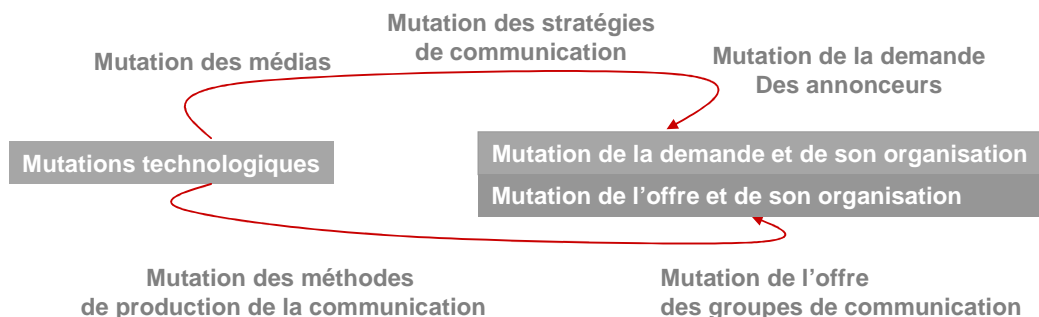 Mutation des stratégies
de communication
Mutation des médias
Mutation de la demande
Des annonceurs
Mutations technologiques
Mutation de la demande et de son organisation
Mutation de l’offre et de son organisation
Mutation des méthodes
de production de la communication
Mutation de l’offre
des groupes de communication